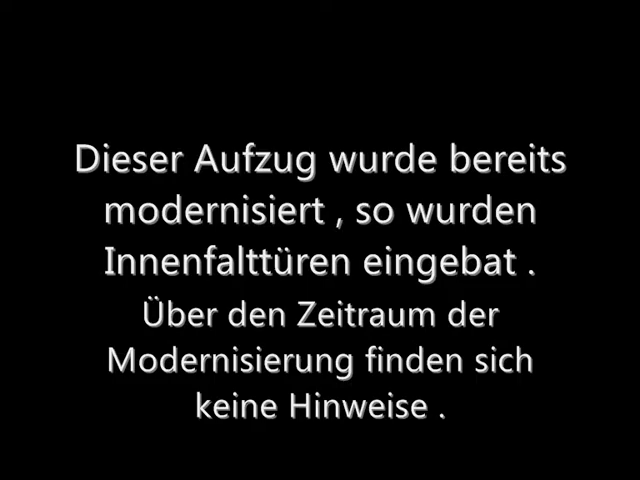 Dieser Aufzug wurde bereits
modernisiert , so wurden
Innenfalttüren eingebat .
Über den Zeitraum der
Modernisierung finden sich
keine Hinweise .